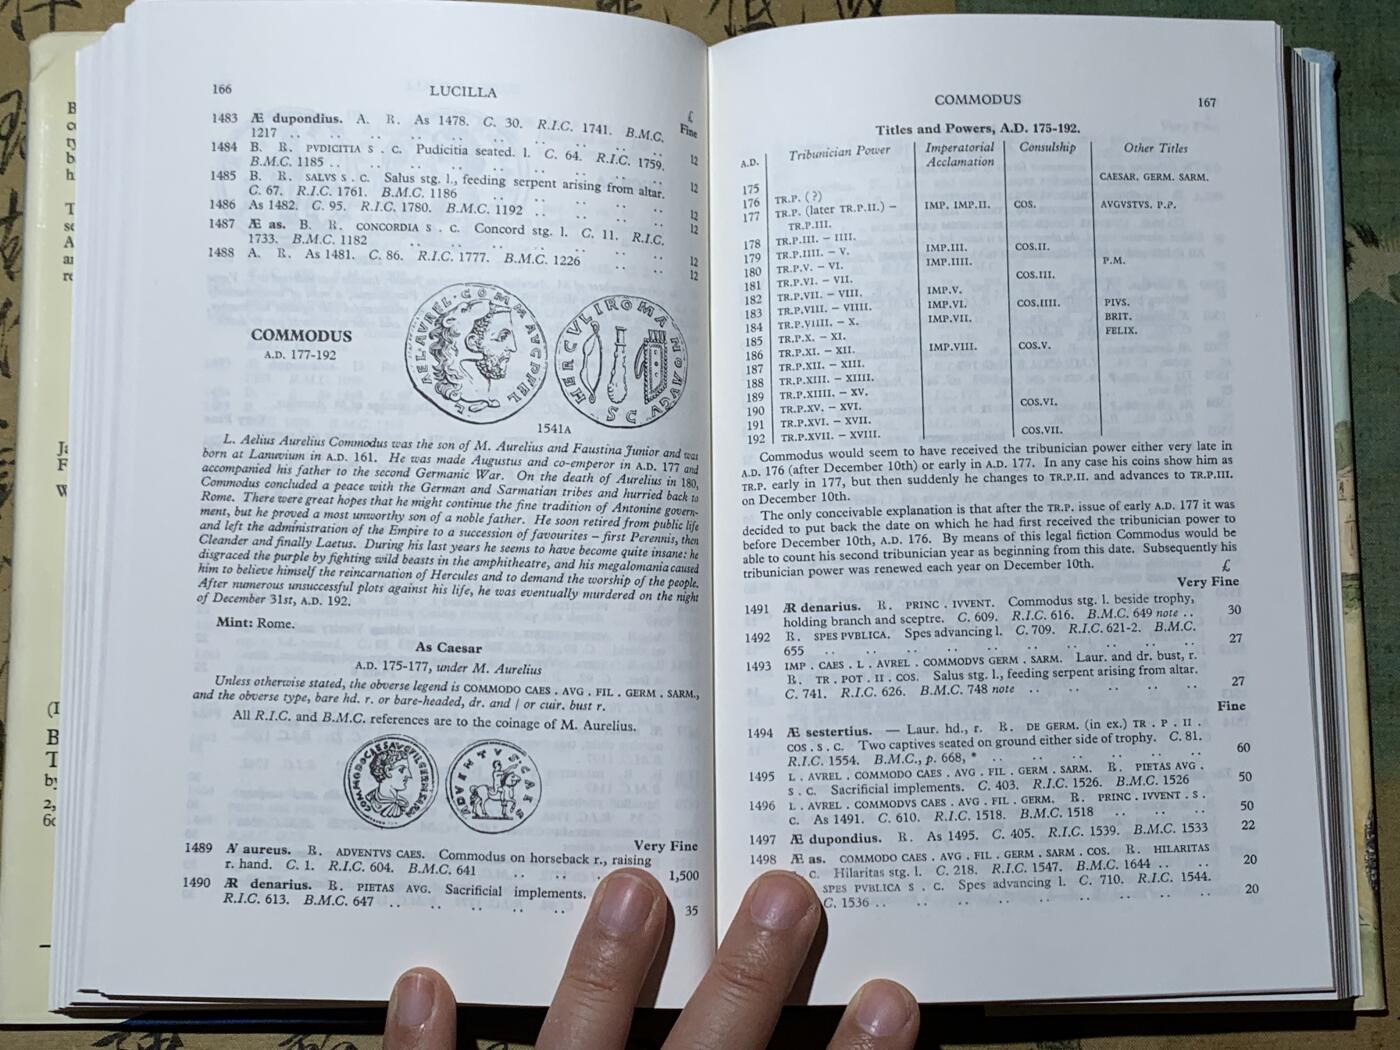 166
LUCILLA
£
Fine
1483 Æ dupondius. A. R. As 1478. C. 30. R.I.C. 1741. B.M.C.
1217 .. .. .. .. .. .. .. 12
1484 B. R. PVDICITIA S . C. Pudicitia seated. l. C. 64. R.I.C. 1759.
B.M.C. 1185 .. .. .. .. .. .. .. 12
1485 B. R. SALVS S . C. Salus stg. l., feeding serpent arising from altar.
C. 67. R.I.C. 1761. B.M.C. 1186 .. .. .. .. 12
1486 As 1482. C. 95. R.I.C. 1780. B.M.C. 1192 .. .. .. .. 12
1487 Æ as. B. R. CONCORDIA S . C. Concord stg. l. C. 11. R.I.C.
1733. B.M.C. 1182 .. .. .. .. .. .. 12
1488 A. R. As 1481. C. 86. R.I.C. 1777. B.M.C. 1226 .. .. 12
COMMODUS
A.D. 177-192
L AEL AVREL COMM AVG P FEL
HERCVLI ROMANO AVGV
SC
1541A
L. Aelius Aurelius Commodus was the son of M. Aurelius and Faustina Junior and was
born at Lanuvium in A.D. 161. He was made Augustus and co-emperor in A.D. 177 and
accompanied his father to the second Germanic War. On the death of Aurelius in 180,
Commodus concluded a peace with the German and Sarmatian tribes and hurried back to
Rome. There were great hopes that he might continue the fine tradition of Antonine govern-
ment, but he proved a most unworthy son of a noble father. He soon retired from public life
and left the administration of the Empire to a succession of favourites – first Perennis, then
Cleander and finally Laetus. During his last years he seems to have become quite insane: he
disgraced the purple by fighting wild beasts in the amphitheatre, and his megalomania caused
him to believe himself the reincarnation of Hercules and to demand the worship of the people.
After numerous unsuccessful plots against his life, he was eventually murdered on the night
of December 31st, A.D. 192.
Mint: Rome.
As Caesar
A.D. 175-177, under M. Aurelius
Unless otherwise stated, the obverse legend is COMMODO CAES . AVG . FIL . GERM . SARM.,
and the obverse type, bare hd. r. or bare-headed, dr. and / or cuir. bust r.
All R.I.C. and B.M.C. references are to the coinage of M. Aurelius.
COMMODO CAES AVG FIL GERM SARM
ADVENTVS CAES
Very Fine
1489 A/ aureus. R. ADVENTVS CAES. Commodus on horseback r., raising
r. hand. C. 1. R.I.C. 604. B.M.C. 641 .. .. .. 1,500
1490 ÆR denarius. R. PIETAS AVG. Sacrificial implements.
R.I.C. 613. B.M.C. 647 .. .. .. .. .. 35
COMMODUS
167
Titles and Powers, A.D. 175-192.
A.D. Tribunician Power Imperatorial Acclamation Consulship Other Titles
175 CAESAR. GERM. SARM.
176 TR.P. (?)
177 TR.P. (later TR.P.II.) – IMP. IMP.II. COS. AVGVSTVS. P.P.
TR.P.III.
178 TR.P.III. – IIII.
179 TR.P.IIII. – V. IMP.III. COS.II.
180 TR.P.V. – VI. IMP.IIII. P.M.
181 TR.P.VI. – VII. COS.III.
182 TR.P.VII. – VIII. IMP.V.
183 TR.P.VIII. – VIIII. IMP.VI. COS.IIII. PIVS.
184 TR.P.VIIII. – X. IMP.VII. BRIT.
185 TR.P.X. – XI. FELIX.
186 TR.P.XI. – XII. IMP.VIII. COS.V.
187 TR.P.XII. – XIII.
188 TR.P.XIII. – XIIII.
189 TR.P.XIIII. – XV.
190 TR.P.XV. – XVI. COS.VI.
191 TR.P.XVI. – XVII.
192 TR.P.XVII. – XVIII. COS.VII.
Commodus would seem to have received the tribunician power either very late in
A.D. 176 (after December 10th) or early in A.D. 177. In any case his coins show him as
TR.P. early in 177, but then suddenly he changes to TR.P.II. and advances to TR.P.III.
on December 10th.
The only conceivable explanation is that after the TR.P. issue of early A.D. 177 it was
decided to put back the date on which he had first received the tribunician power to
before December 10th, A.D. 176. By means of this legal fiction Commodus would be
able to count his second tribunician year as beginning from this date. Subsequently his
tribunician power was renewed each year on December 10th.
£
Very Fine
1491 ÆR denarius. R. PRINC . IVVENT. Commodus stg. l. beside trophy,
holding branch and sceptre. C. 609. R.I.C. 616. B.M.C. 649 note .. 30
1492 R. SPES PVBLICA. Spes advancing l. C. 709. R.I.C. 621-2. B.M.C.
655 .. .. .. .. .. .. .. 27
1493 IMP . CAES . L . AVREL . COMMODVS GERM . SARM. Laur. and dr. bust, r.
R. TR . POT . II . COS. Salus stg. l., feeding serpent arising from altar.
C. 741. R.I.C. 626. B.M.C. 748 note .. .. .. .. .. 27
Fine
1494 Æ sestertius. — Laur. hd., r. R. DE GERM. (in ex.) TR . P . II .
COS . S . C. Two captives seated on ground either side of trophy. C. 81.
R.I.C. 1554. B.M.C., p. 668, * .. .. .. .. 60
1495 L . AVREL . COMMODO CAES . AVG . FIL . GERM . SARM. R. PIETAS AVG .
S . C. Sacrificial implements. C. 403. R.I.C. 1526. B.M.C. 1526 50
1496 L . AVREL . COMMODVS CAES . AVG . FIL . GERM. R. PRINC . IVVENT . S .
C. As 1491. C. 610. R.I.C. 1518. B.M.C. 1518 .. .. .. 50
1497 Æ dupondius. R. As 1495. C. 405. R.I.C. 1539. B.M.C. 1533 22
1498 Æ as. COMMODO CAES . AVG . FIL . GERM . SARM . COS. R. HILARITAS
. C. Hilaritas stg. l. C. 218. R.I.C. 1547. B.M.C. 1644 .. .. 20
SPES PVBLICA S . C. Spes advancing l. C. 710. R.I.C. 1544.
C. 1536 .. .. .. .. .. .. .. 20